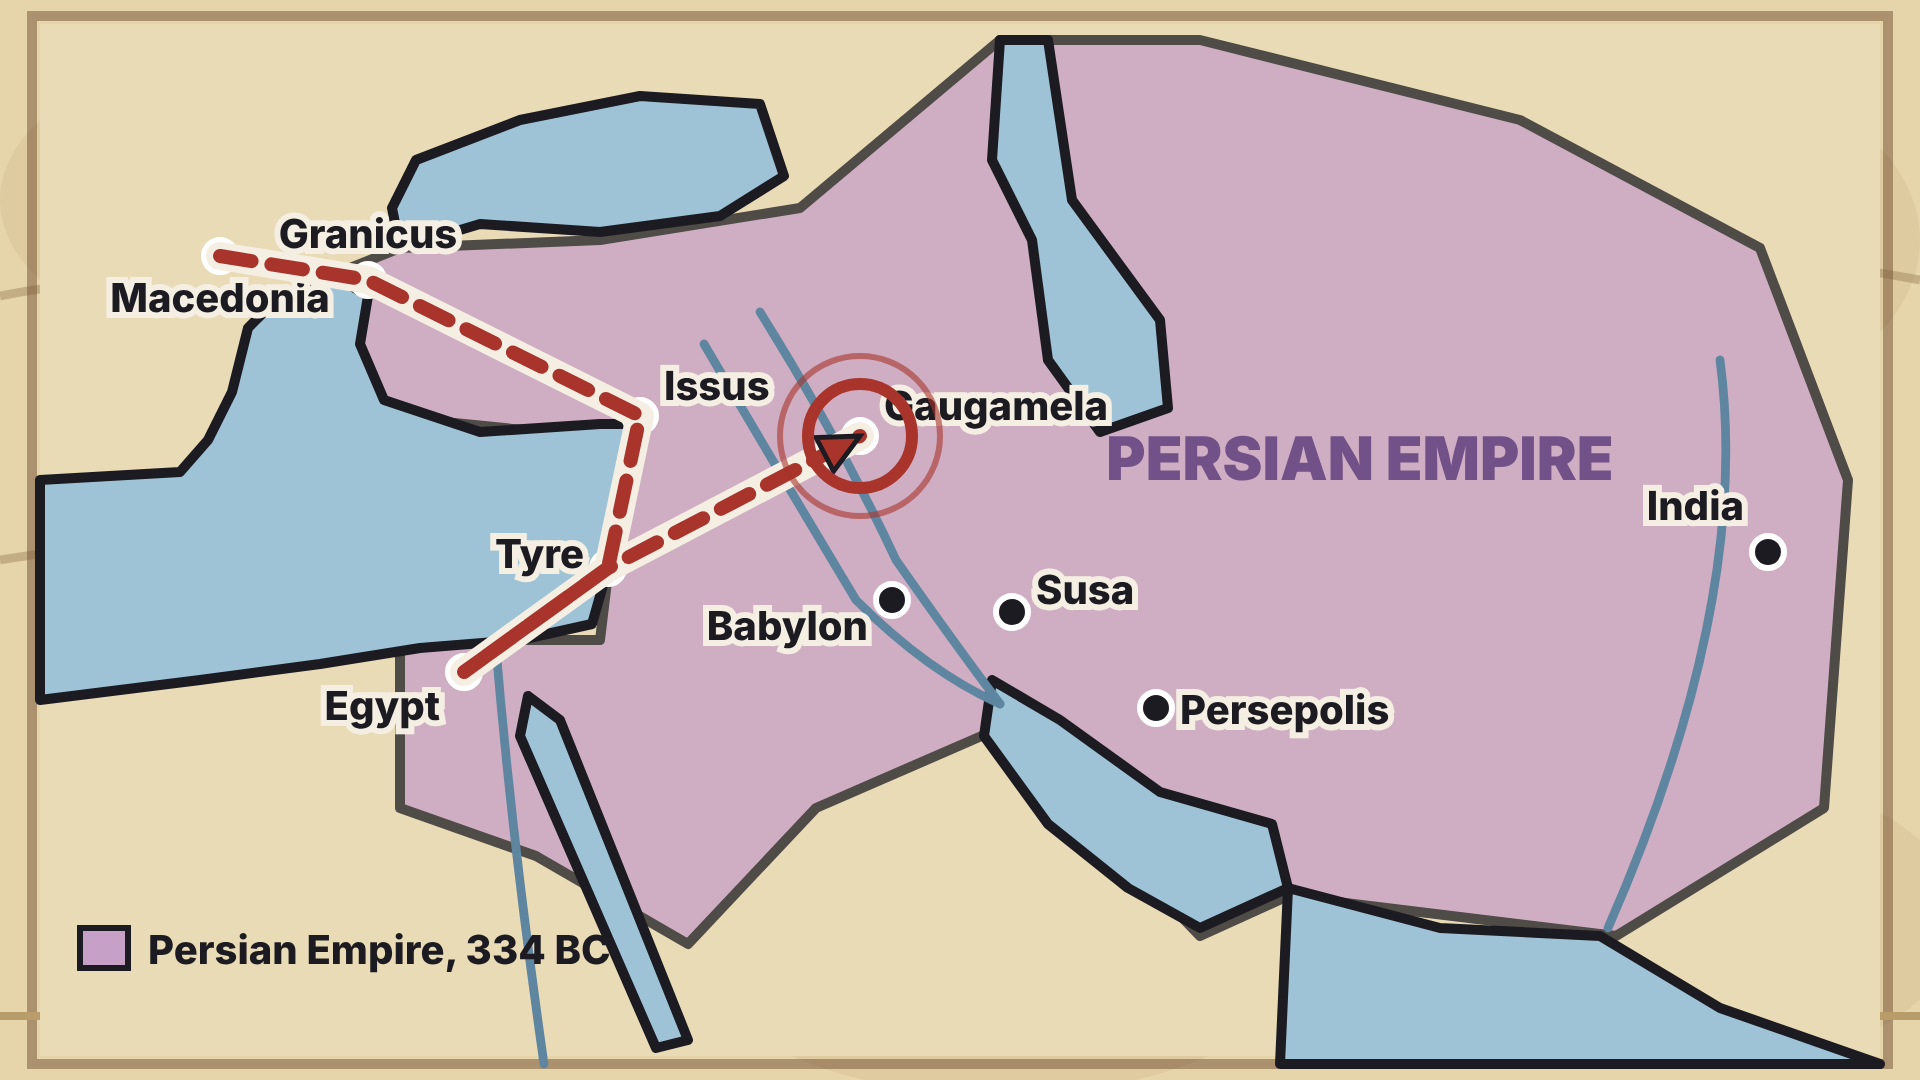 Granicus
Macedonia
Issus
Gaugamela
PERSIAN EMPIRE
India
Tyre
Susa
Babylon
Egypt
Persepolis
Persian Empire, 334 BC